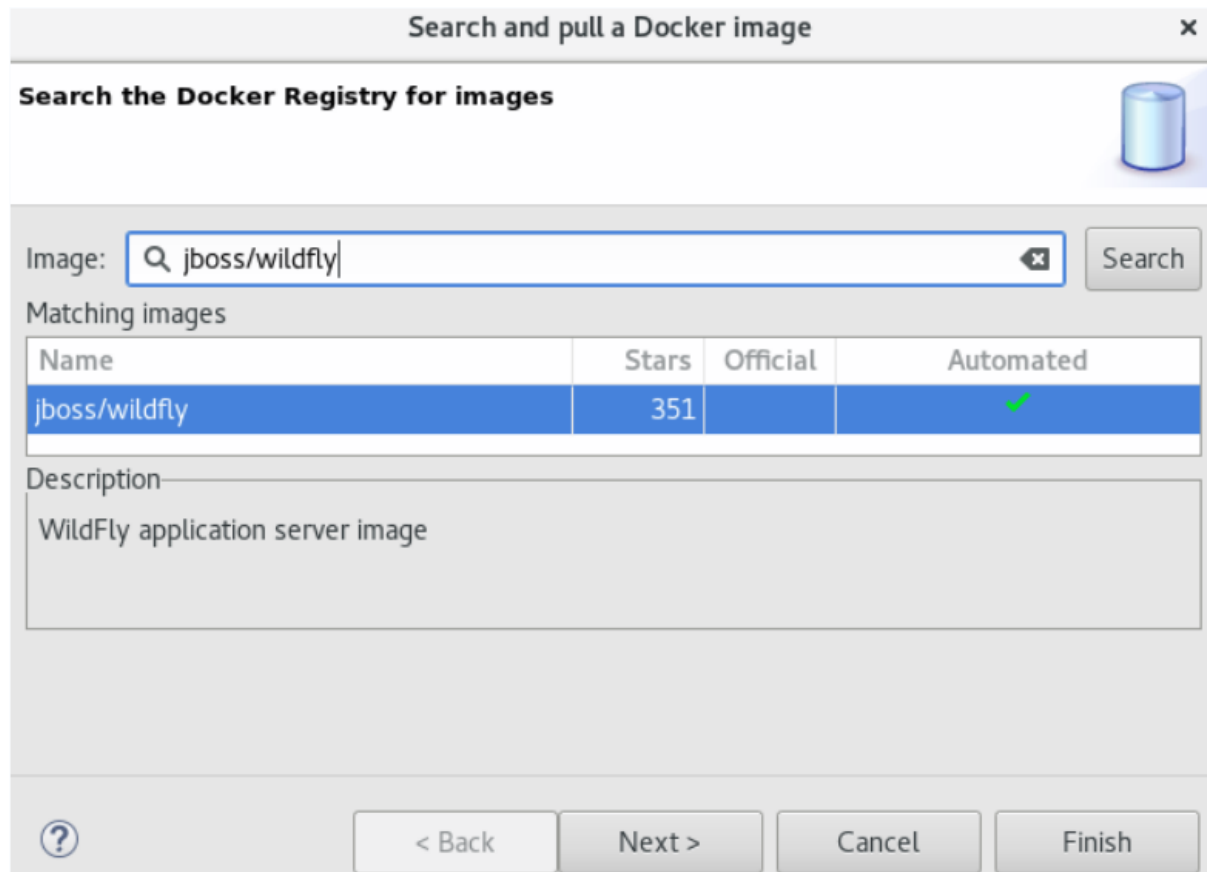 Search and pull a Docker image ×
Search the Docker Registry for images
Image: jboss/wildfly Search
Matching images
Name Stars Official Automated
jboss/wildfly 351
Description
WildFly application server image
? < Back Next > Cancel Finish